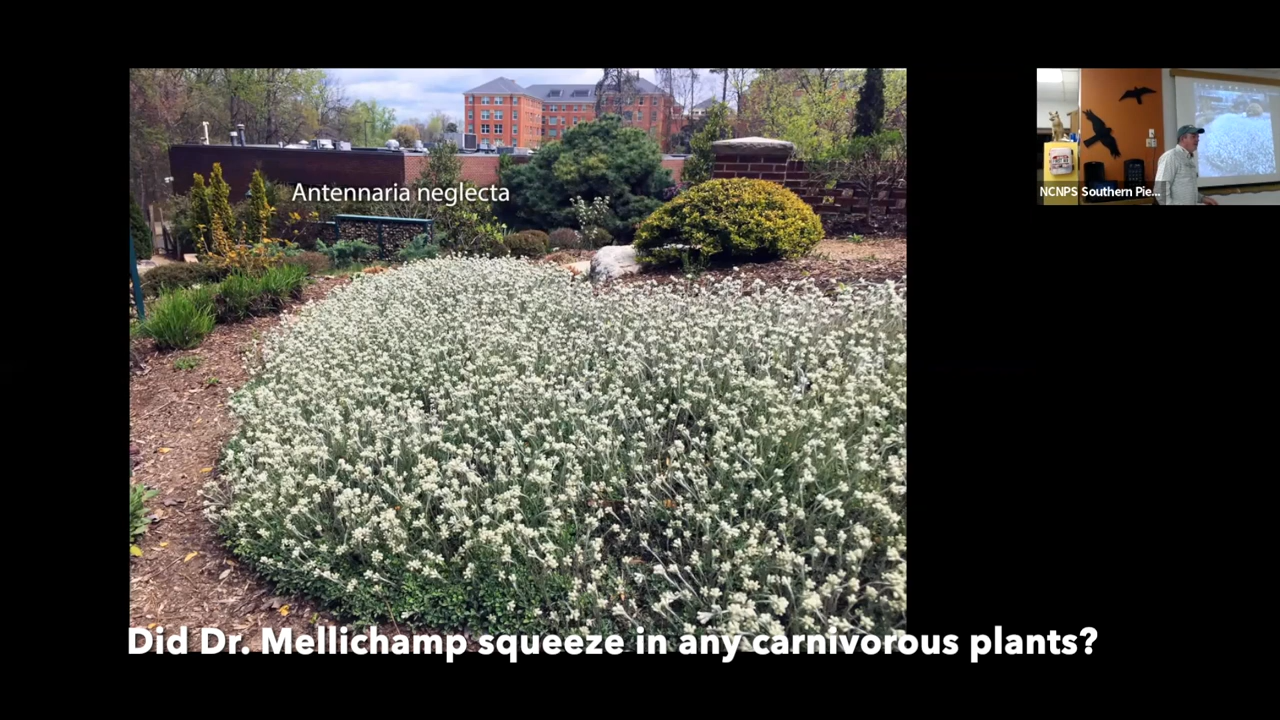 Antennaria neglecta
NCNPS Southern Pie...
Did Dr. Mellichamp squeeze in any carnivorous plants?